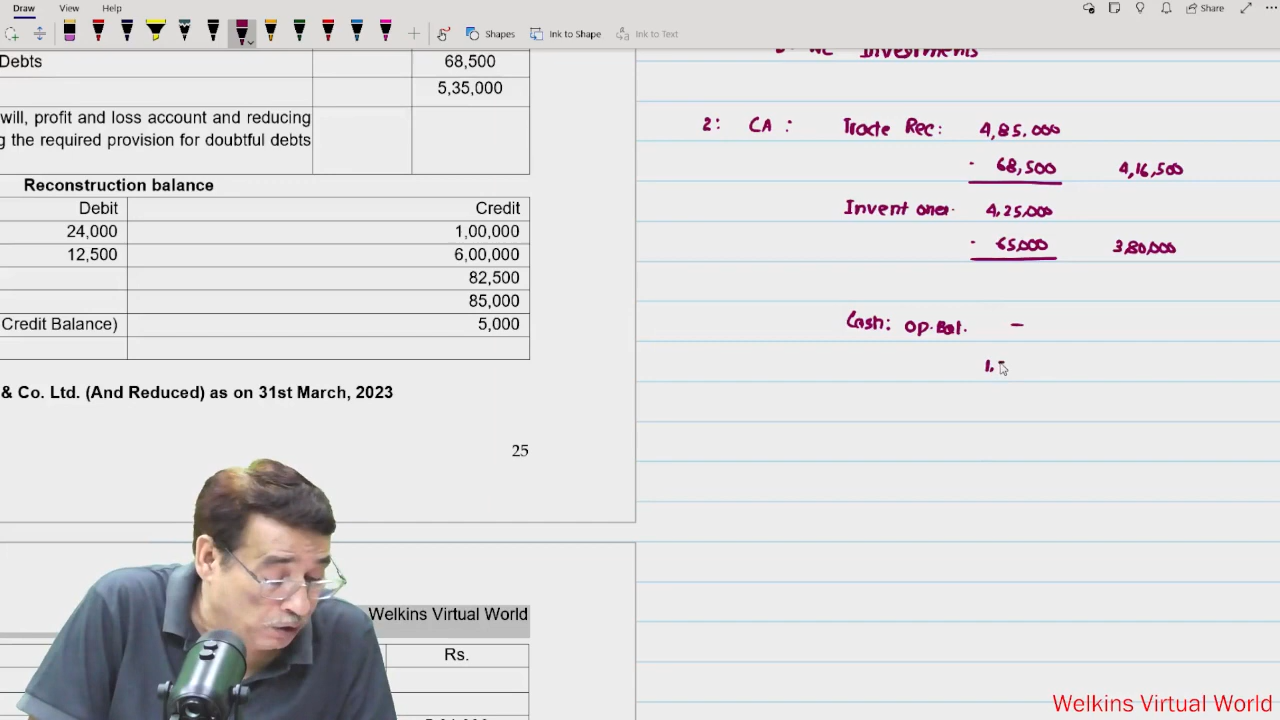 Draw View Help
Share
Shapes Ink to Shape Ink to Text
Debts 68,500
5,35,000
will, profit and loss account and reducing
g the required provision for doubtful debts
Reconstruction balance
Debit Credit
24,000 1,00,000
12,500 6,00,000
82,500
85,000
Credit Balance) 5,000
& Co. Ltd. (And Reduced) as on 31st March, 2023
25
Welkins Virtual World
Rs.
Investments
2: CA: Trade Rec: 4,85,000
- 68,500 4,16,500
4,25,000
- 65,000 3,80,000
Cash: Op. Bal. -
1.
Welkins Virtual World